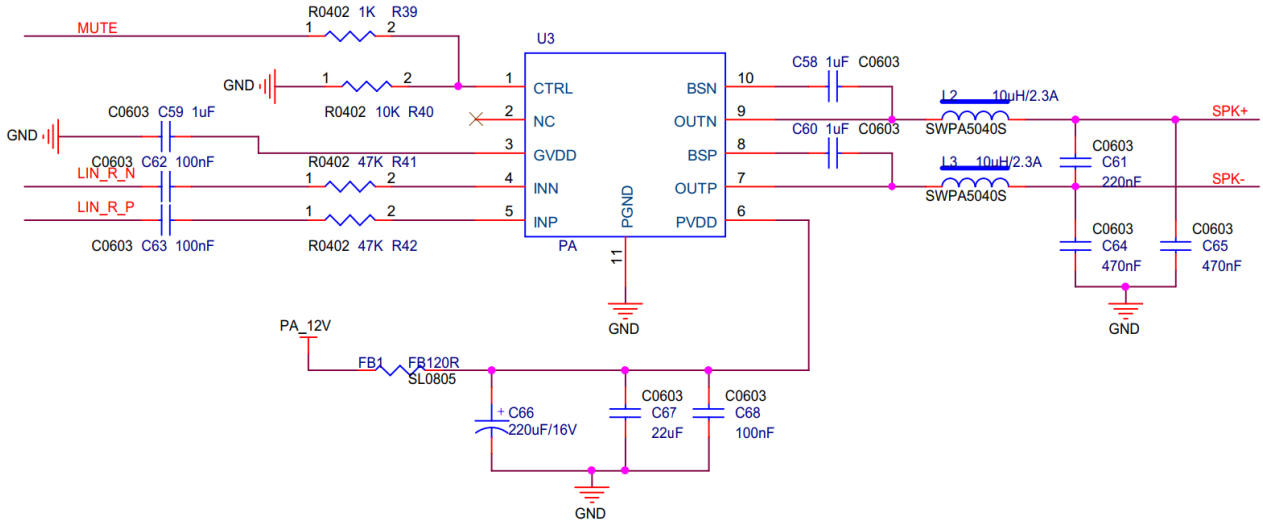 R0402 1K R39
MUTE
1 2
U3
C58 1uF C0603
GND
1 2
1 CTRL
BSN 10
L2 10uH/2.3A
R0402 10K R40
C0603 C59 1uF
2 NC
OUTN 9
SWPA5040S
SPK+
GND
C60 1uF C0603
3 GVDD
BSP 8
C0603 C62 100nF
R0402 47K R41
L3 10uH/2.3A
C0603
C61
220nF
LIN_R_N
1 2
4 INN
OUTP 7
SWPA5040S
SPK-
LIN_R_P
1 2
5 INP
PGND
PVDD 6
C0603 C63 100nF
R0402 47K R42
PA
11
C0603
C64
470nF
C0603
C65
470nF
GND
GND
PA_12V
FB1 FB120R
SL0805
+ C66
220uF/16V
C0603
C67
22uF
C0603
C68
100nF
GND